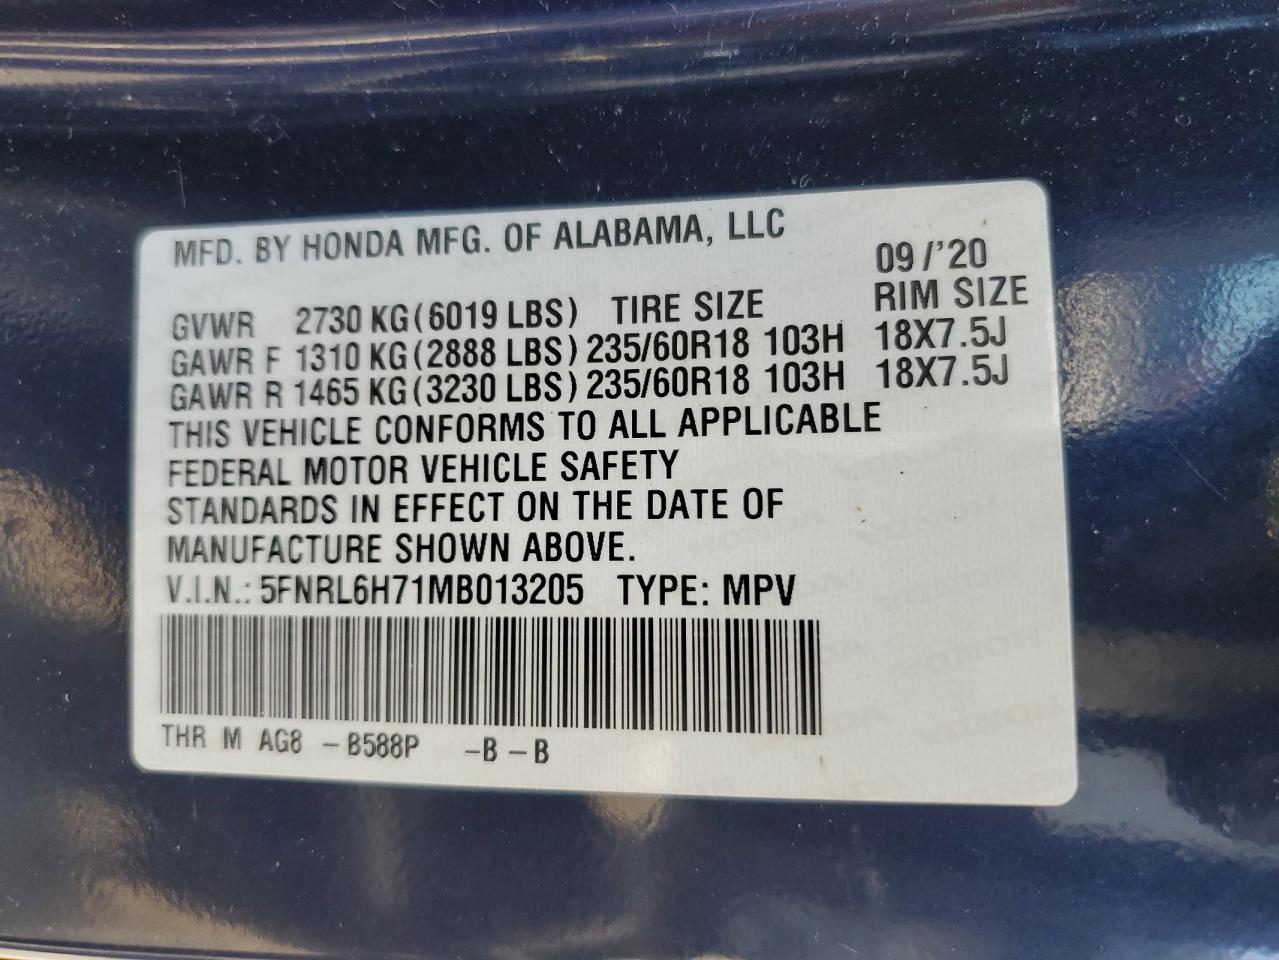 MFD. BY HONDA MFG. OF ALABAMA, LLC
09/'20
GVWR 2730 KG (6019 LBS) TIRE SIZE RIM SIZE
GAWR F 1310 KG (2888 LBS) 235/60R18 103H 18X7.5J
GAWR R 1465 KG (3230 LBS) 235/60R18 103H 18X7.5J
THIS VEHICLE CONFORMS TO ALL APPLICABLE
FEDERAL MOTOR VEHICLE SAFETY
STANDARDS IN EFFECT ON THE DATE OF
MANUFACTURE SHOWN ABOVE.
V.I.N.: 5FNRL6H71MB013205 TYPE: MPV
THR M AG8 -B588P -B-B